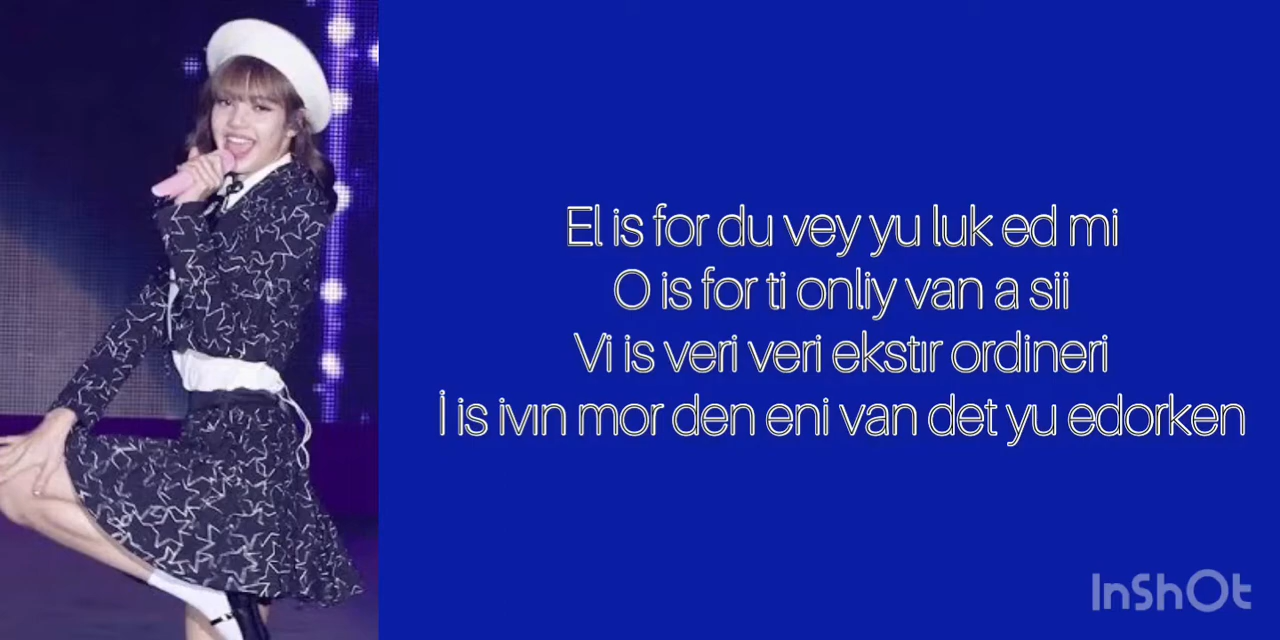 El is for du vey yu luk ed mi
O is for ti onliy van a sii
Vi is veri veri ekstır ordineri
İ is ivın mor den eni van det yu edorken
InShOt